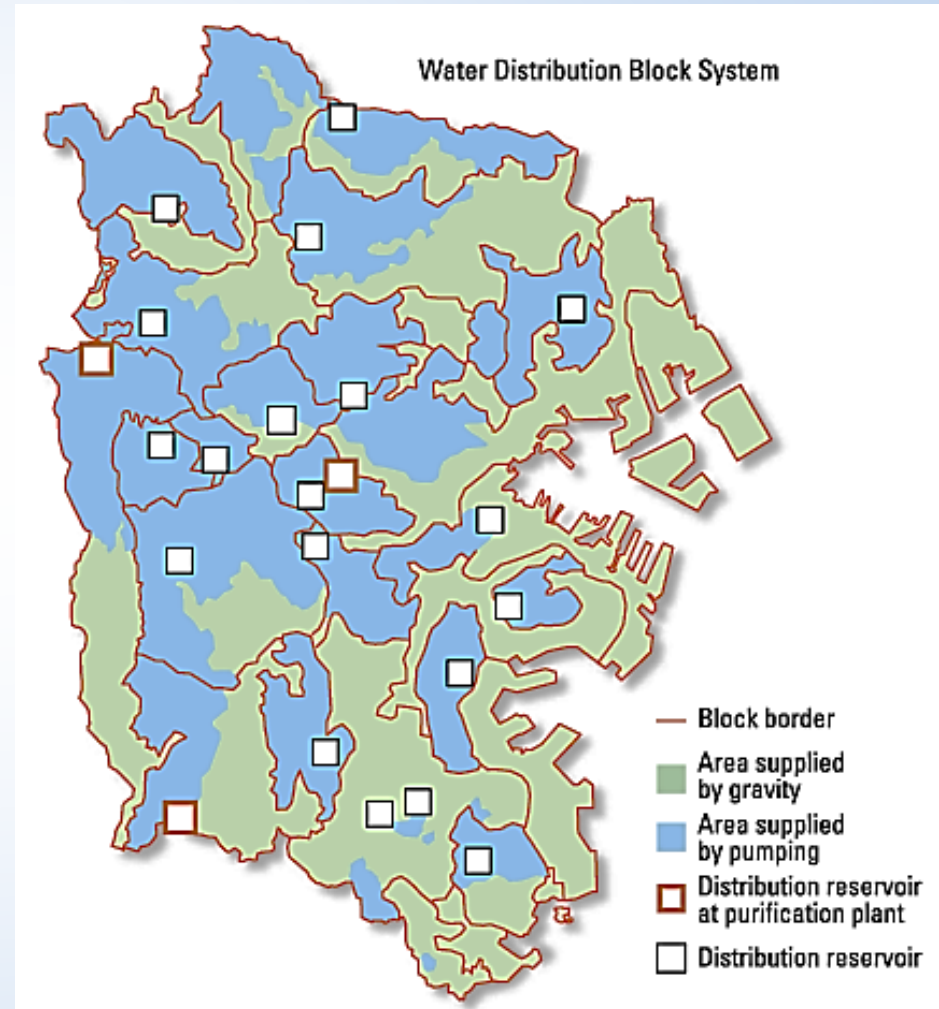 Water Distribution Block System
Block border
Area supplied
by gravity
Area supplied
by pumping
Distribution reservoir
at purification plant
Distribution reservoir